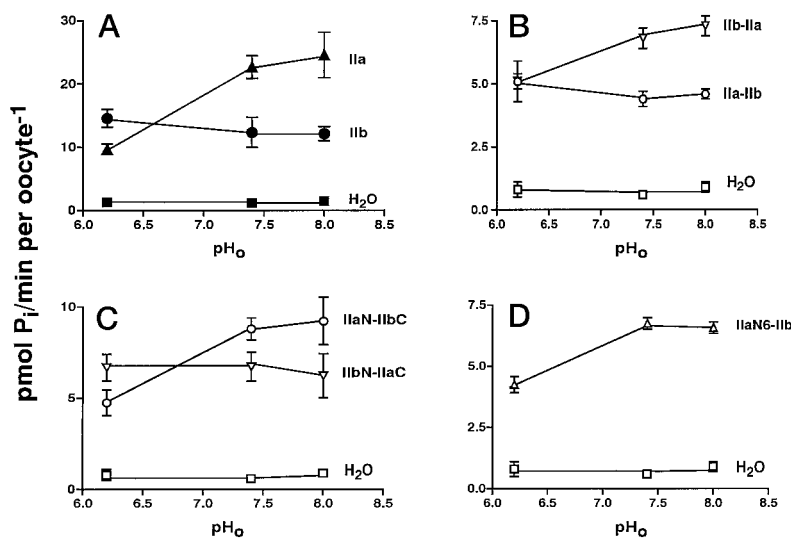 pmol Pi/min per oocyte-1
A
30
20
10
0
IIa
IIb
H2O
6.0 6.5 7.0 7.5 8.0 8.5
pHo
B
7.5
5.0
2.5
0.0
IIb-IIa
IIa-IIb
H2O
6.0 6.5 7.0 7.5 8.0 8.5
pHo
C
10
5
0
IIaN-IIbC
IIbN-IIaC
H2O
6.0 6.5 7.0 7.5 8.0 8.5
pHo
D
7.5
5.0
2.5
0.0
IIaN6-IIb
H2O
6.0 6.5 7.0 7.5 8.0 8.5
pHo